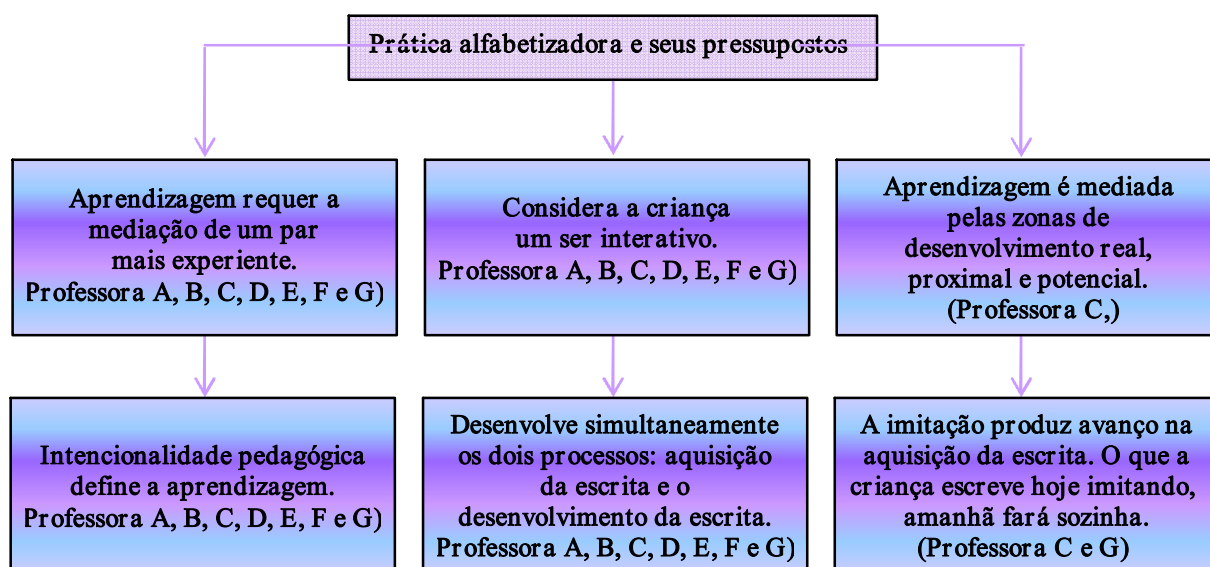 Prática alfabetizadora e seus pressupostos
Aprendizagem requer a
mediação de um par
mais experiente.
Professora A, B, C, D, E, F e G)
Considera a criança
um ser interativo.
Professora A, B, C, D, E, F e G)
Aprendizagem é mediada
pelas zonas de
desenvolvimento real,
proximal e potencial.
(Professora C,)
Intencionalidade pedagógica
define a aprendizagem.
Professora A, B, C, D, E, F e G)
Desenvolve simultaneamente
os dois processos: aquisição
da escrita e o
desenvolvimento da escrita.
Professora A, B, C, D, E, F e G)
A imitação produz avanço na
aquisição da escrita. O que a
criança escreve hoje imitando,
amanhã fará sozinha.
(Professora C e G)